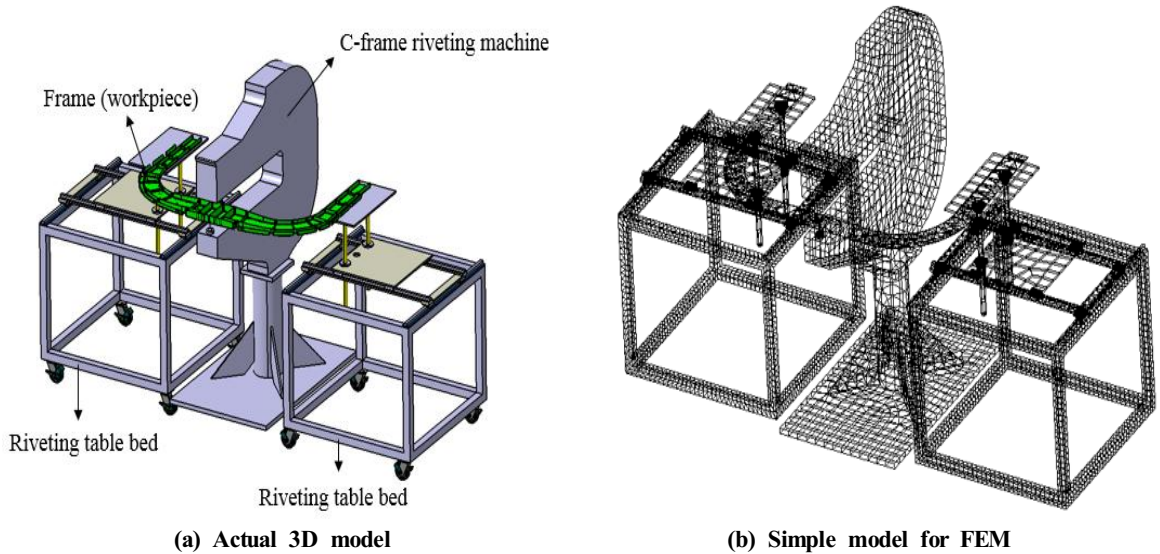 C-frame riveting machine
Frame (workpiece)
Riveting table bed
Riveting table bed
(a) Actual 3D model
(b) Simple model for FEM